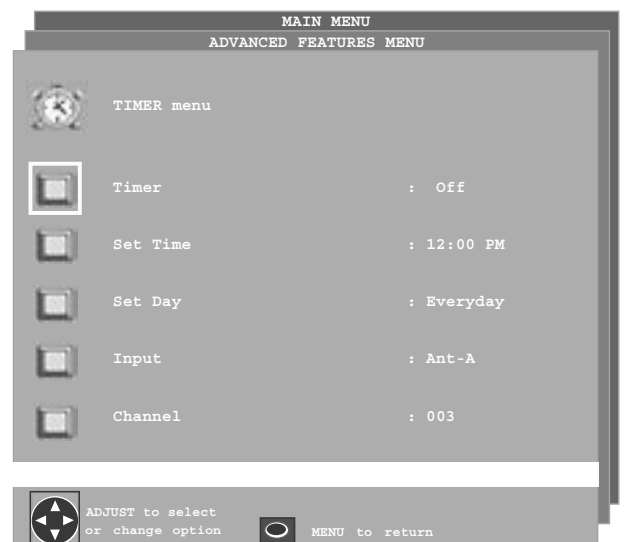 MAIN MENU
ADVANCED FEATURES MENU
TIMER menu
Timer : Off
Set Time : 12:00 PM
Set Day : Everyday
Input : Ant-A
Channel : 003
ADJUST to select
or change option
MENU to return